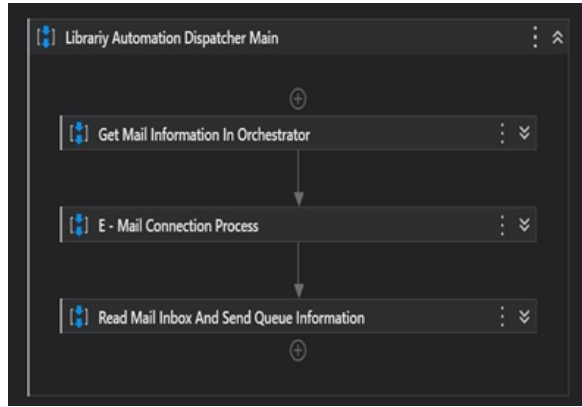 Librariy Automation Dispatcher Main
Get Mail Information In Orchestrator
E - Mail Connection Process
Read Mail Inbox And Send Queue Information